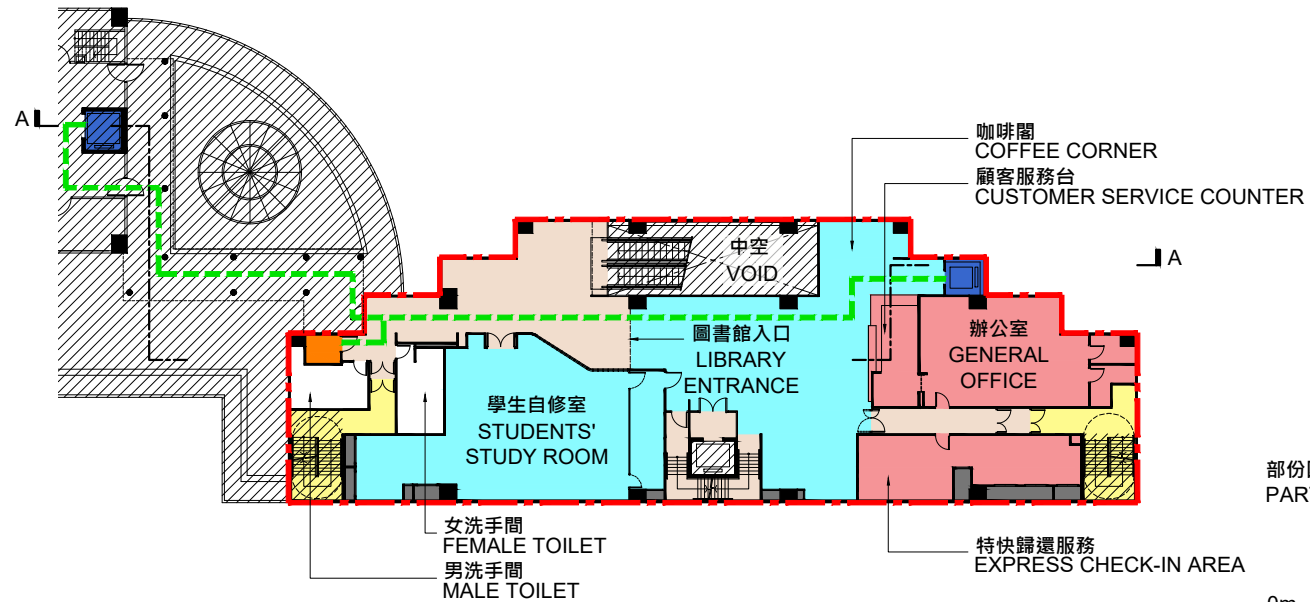 A
咖啡閣
COFFEE CORNER
顧客服務台
CUSTOMER SERVICE COUNTER
中空
VOID
A
圖書館入口
LIBRARY
ENTRANCE
辦公室
GENERAL
OFFICE
學生自修室
STUDENTS'
STUDY ROOM
部份
PAR
女洗手間
FEMALE TOILET
男洗手間
MALE TOILET
特快歸還服務
EXPRESS CHECK-IN AREA
0m